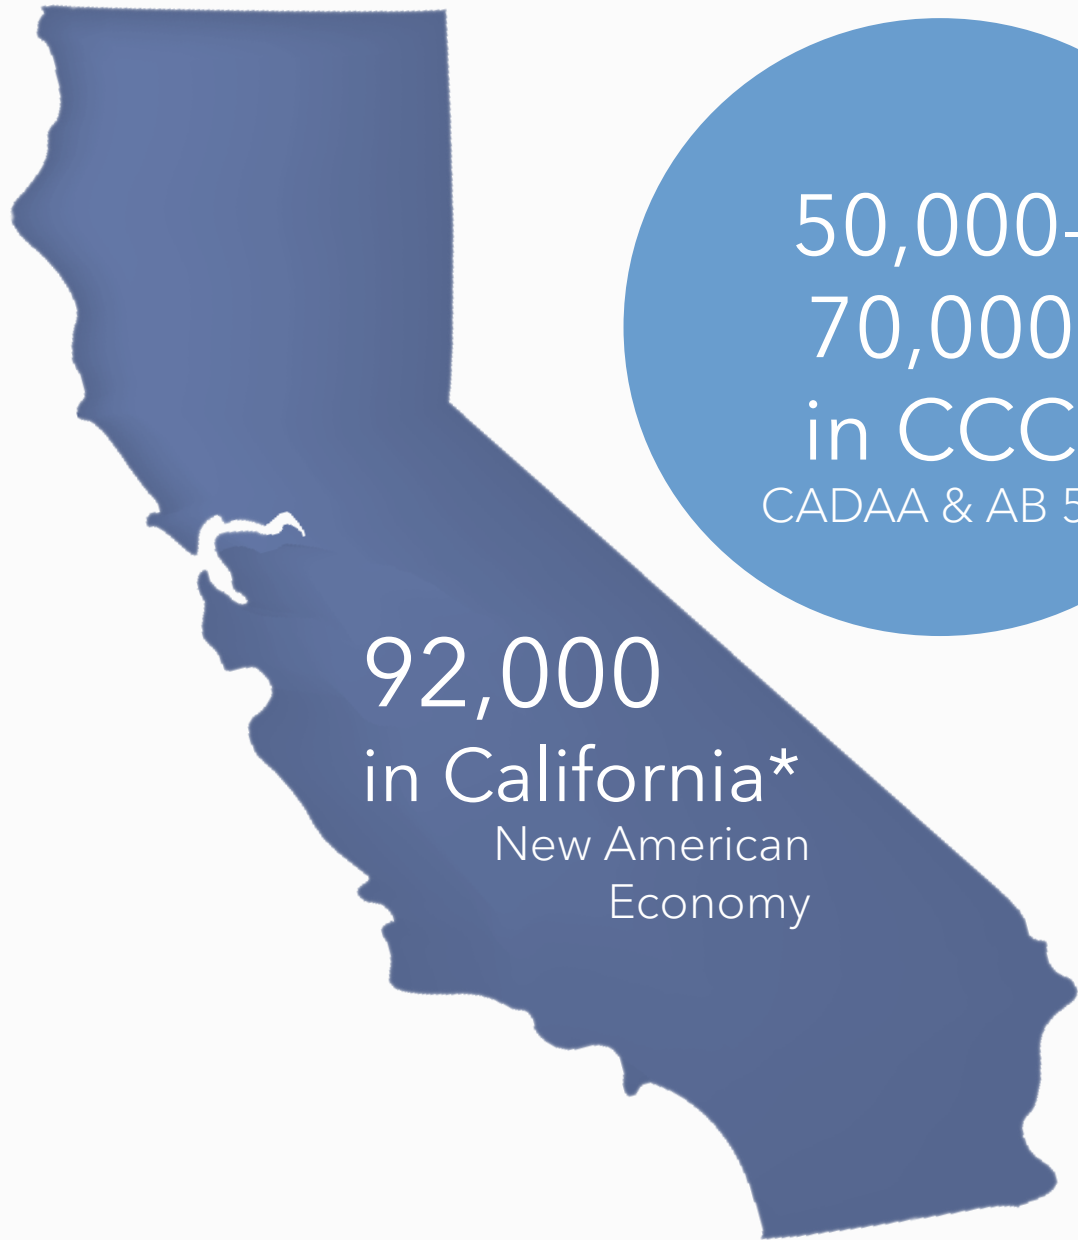 50,000-
70,000
in CCC
CADAA & AB
92,000
in California*
New American
Economy